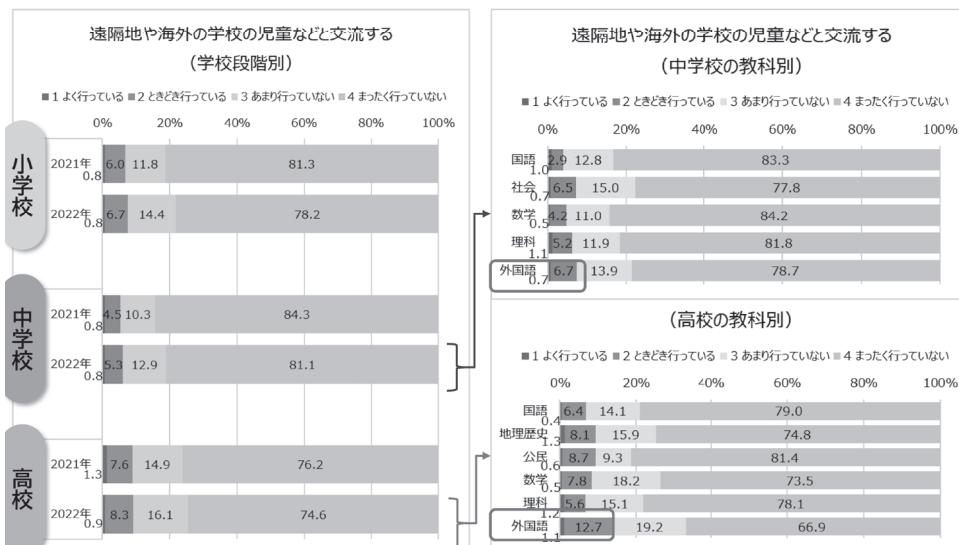 遠隔地や海外の学校の児童などと交流する
(学校段階別)
■1 よく行っている ■2 ときどき行っている ■3 あまり行っていない ■4 まったく行っていない
0% 20% 40% 60% 80% 100%
小学校
2021年 0.8 6.0 11.8 81.3
2022年 0.8 6.7 14.4 78.2
中学校
2021年 0.8 4.5 10.3 84.3
2022年 0.8 5.3 12.9 81.1
高校
2021年 1.3 7.6 14.9 76.2
2022年 0.9 8.3 16.1 74.6
遠隔地や海外の学校の児童などと交流する
(中学校の教科別)
■1 よく行っている ■2 ときどき行っている ■3 あまり行っていない ■4 まったく行っていない
0% 20% 40% 60% 80% 100%
国語 1.0 2.9 12.8 83.3
社会 0.7 6.5 15.0 77.8
数学 0.5 4.2 11.0 84.2
理科 1.1 5.2 11.9 81.8
外国語 0.7 6.7 13.9 78.7
(高校の教科別)
■1 よく行っている ■2 ときどき行っている ■3 あまり行っていない ■4 まったく行っていない
0% 20% 40% 60% 80% 100%
国語 0.4 6.4 14.1 79.0
地理歴史 1.3 8.1 15.9 74.8
公民 0.6 8.7 9.3 81.4
数学 0.5 7.8 18.2 73.5
理科 1.2 5.6 15.1 78.1
外国語 1.1 12.7 19.2 66.9